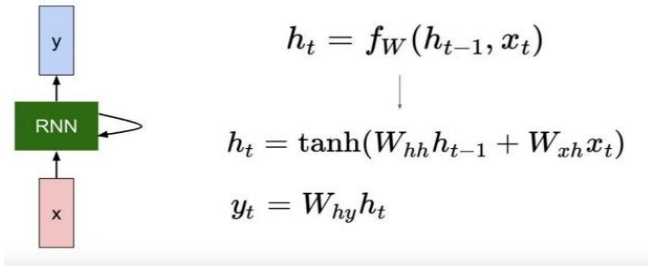 y
RNN
x
h_t = f_W(h_{t-1}, x_t)
h_t = tanh(W_{hh}h_{t-1} + W_{xh}x_t)
y_t = W_{hy}h_t